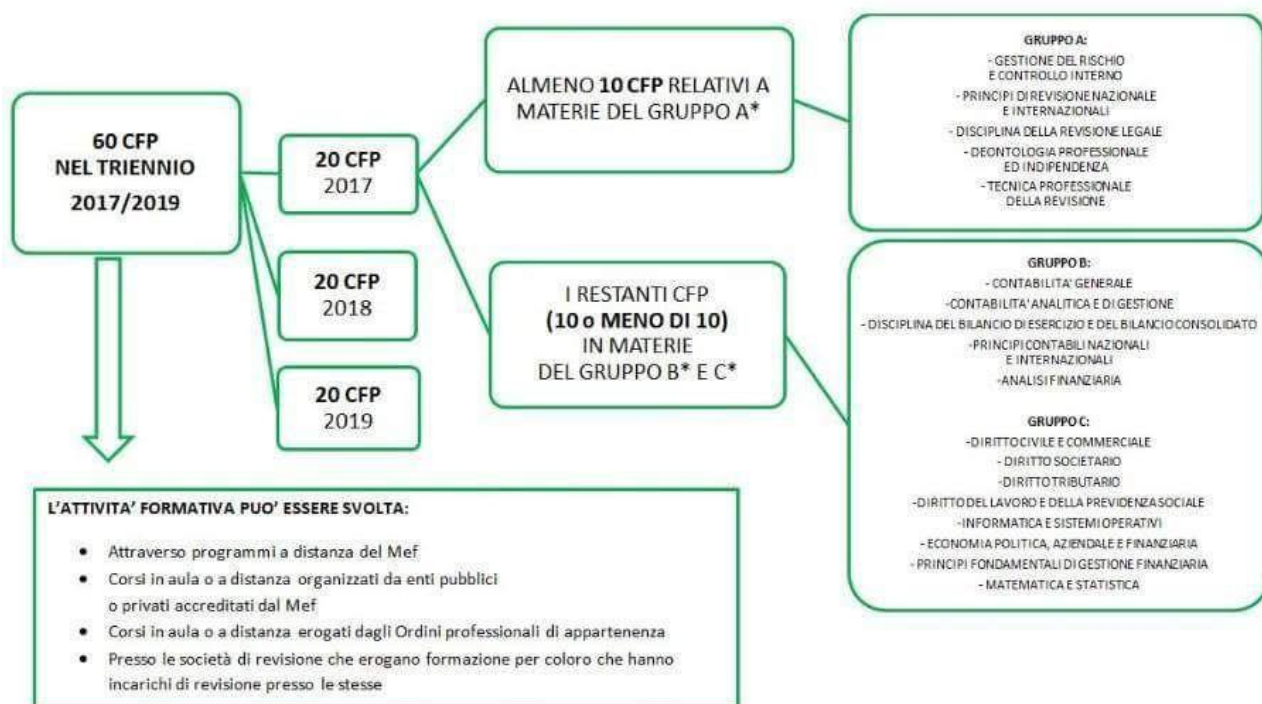 60 CFP
NEL TRIENNIO
2017/2019
20 CFP
2017
20 CFP
2018
20 CFP
2019
ALMENO 10 CFP RELATIVI A
MATERIE DEL GRUPPO A*
I RESTANTI CFP
(10 o MENO DI 10)
IN MATERIE
DEL GRUPPO B* E C*
GRUPPO A:
- GESTIONE DEL RISCHIO
E CONTROLLO INTERNO
- PRINCIPI DI REVISIONE NAZIONALE
E INTERNAZIONALI
- DISCIPLINA DELLA REVISIONE LEGALE
- DEONTOLOGIA PROFESSIONALE
ED INDIPENDENZA
- TECNICA PROFESSIONALE
DELLA REVISIONE
GRUPPO B:
- CONTABILITA' GENERALE
-CONTABILITA' ANALITICA E DI GESTIONE
- DISCIPLINA DEL BILANCIO DI ESERCIZIO E DEL BILANCIO CONSOLIDATO
-PRINCIPI CONTABILI NAZIONALI
E INTERNAZIONALI
-ANALISI FINANZIARIA
GRUPPO C:
-DIRITTO CIVILE E COMMERCIALE
- DIRITTO SOCIETARIO
-DIRITTO TRIBUTARIO
-DIRITTO DEL LAVORO E DELLA PREVIDENZA SOCIALE
-INFORMATICA E SISTEMI OPERATIVI
- ECONOMIA POLITICA, AZIENDALE E FINANZIARIA
- PRINCIPI FONDAMENTALI DI GESTIONE FINANZIARIA
- MATEMATICA E STATISTICA
L'ATTIVITA' FORMATIVA PUO' ESSERE SVOLTA:
• Attraverso programmi a distanza del Mef
• Corsi in aula o a distanza organizzati da enti pubblici
o privati accreditati dal Mef
• Corsi in aula o a distanza erogati dagli Ordini professionali di appartenenza
• Presso le società di revisione che erogano formazione per coloro che hanno
incarichi di revisione presso le stesse